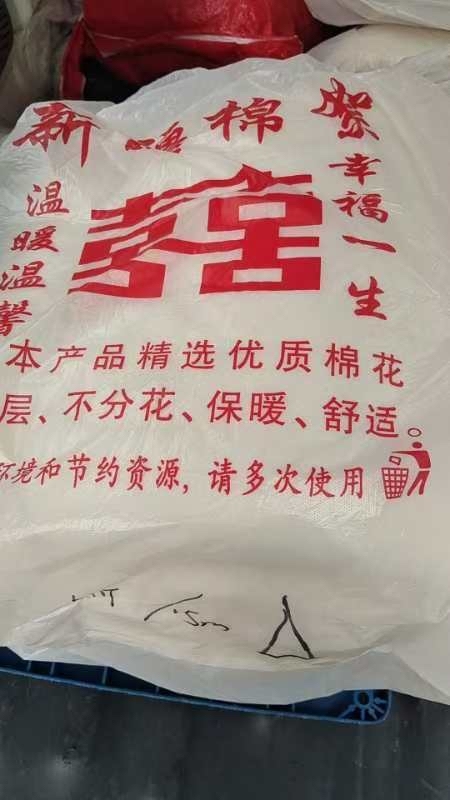 新 棉
贺
幸福一生
温暖温馨
囍
本产品精选优质棉花
层、不分花、保暖、舒适。
环境和节约资源,请多次使用
1.5m